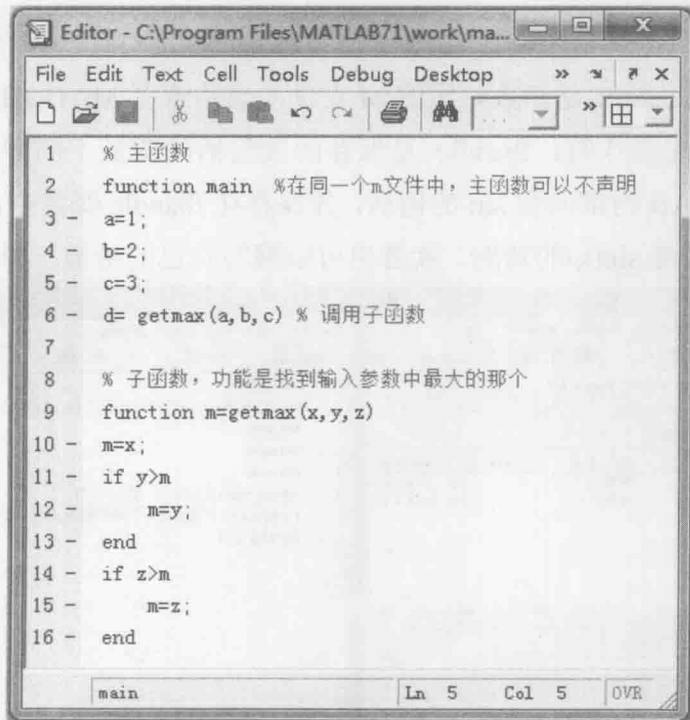 Editor - C:\Program Files\MATLAB71\work\ma...
File Edit Text Cell Tools Debug Desktop
1 % 主函数
2 function main %在同一个m文件中，主函数可以不声明
3 - a=1;
4 - b=2;
5 - c=3;
6 - d= getmax(a,b,c) % 调用子函数
7
8 % 子函数，功能是找到输入参数中最大的那个
9 function m=getmax(x,y,z)
10 - m=x;
11 - if y>m
12 - m=y;
13 - end
14 - if z>m
15 - m=z;
16 - end
main Ln 5 Col 5 OVR